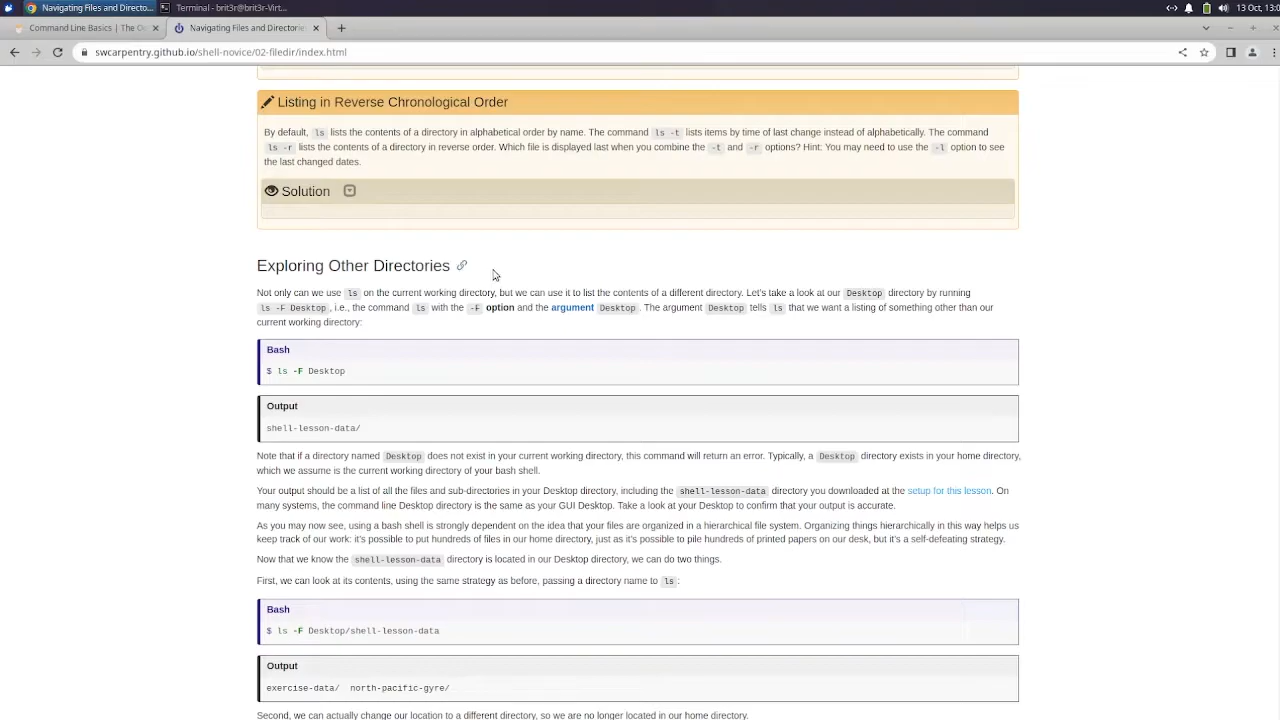 Navigating Files and Directo...
Terminal - brit3r@brit3r-Virt...
13 Oct, 13:0
Command Line Basics | The C
Navigating Files and Directorie
swcarpentry.github.io/shell-novice/02-filedir/index.html
Listing in Reverse Chronological Order
By default, ls lists the contents of a directory in alphabetical order by name. The command ls -t lists items by time of last change instead of alphabetically. The command
ls -r lists the contents of a directory in reverse order. Which file is displayed last when you combine the -t and -r options? Hint: You may need to use the -l option to see
the last changed dates.
Solution
Exploring Other Directories
Not only can we use ls on the current working directory, but we can use it to list the contents of a different directory. Let's take a look at our Desktop directory by running
ls -F Desktop, i.e., the command ls with the -F option and the argument Desktop. The argument Desktop tells ls that we want a listing of something other than our
current working directory:
Bash
$ ls -F Desktop
Output
shell-lesson-data/
Note that if a directory named Desktop does not exist in your current working directory, this command will return an error. Typically, a Desktop directory exists in your home directory,
which we assume is the current working directory of your bash shell.
Your output should be a list of all the files and sub-directories in your Desktop directory, including the shell-lesson-data directory you downloaded at the setup for this lesson. On
many systems, the command line Desktop directory is the same as your GUI Desktop. Take a look at your Desktop to confirm that your output is accurate.
As you may now see, using a bash shell is strongly dependent on the idea that your files are organized in a hierarchical file system. Organizing things hierarchically in this way helps us
keep track of our work: it's possible to put hundreds of files in our home directory, just as it's possible to pile hundreds of printed papers on our desk, but it's a self-defeating strategy.
Now that we know the shell-lesson-data directory is located in our Desktop directory, we can do two things.
First, we can look at its contents, using the same strategy as before, passing a directory name to ls:
Bash
$ ls -F Desktop/shell-lesson-data
Output
exercise-data/ north-pacific-gyre/
Second, we can actually change our location to a different directory, so we are no longer located in our home directory.